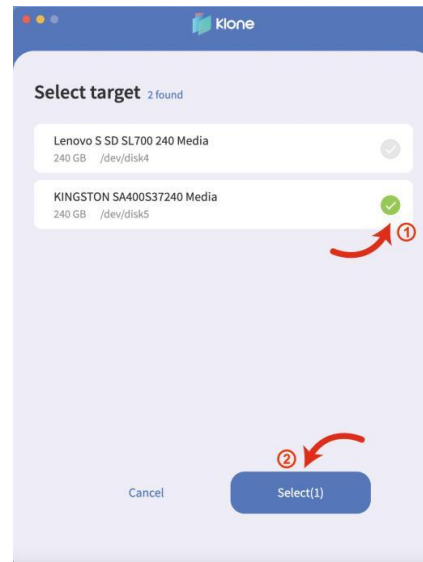 Klone
Select target 2 found
Lenovo S SD SL700 240 Media
240 GB /dev/disk4
KINGSTON SA400S37240 Media
240 GB /dev/disk5
①
②
Cancel Select(1)